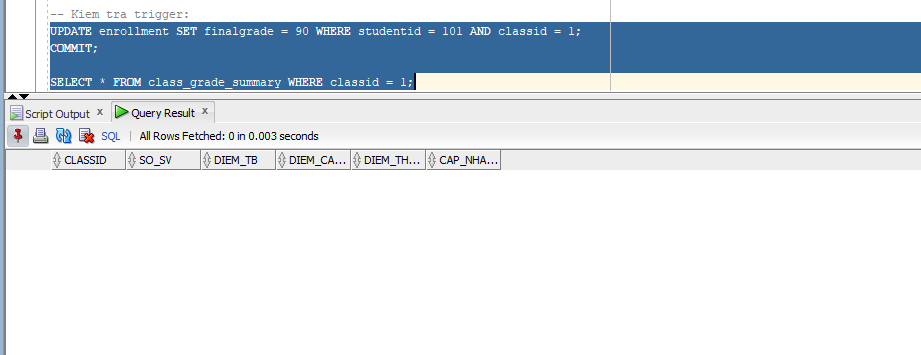 -- Kiem tra trigger:
UPDATE enrollment SET finalgrade = 90 WHERE studentid = 101 AND classid = 1;
COMMIT;
SELECT * FROM class_grade_summary WHERE classid = 1;
Script Output x Query Result x
SQL | All Rows Fetched: 0 in 0.003 seconds
CLASSID SO_SV DIEM_TB DIEM_CA... DIEM_TH... CAP_NHA...